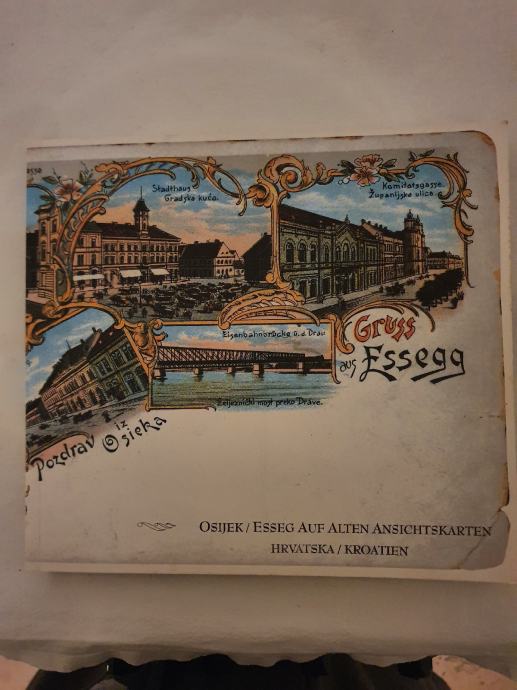 Stadthaus
Gradska kuća.
Komitatsgasse
Županijska ulica
Eisenbahnbrücke ü. d. Drau
Željeznički most preko Drave.
Gruss
aus Essegg
Pozdrav iz Osieka
OSIJEK / ESSEG AUF ALTEN ANSICHTSKARTEN
HRVATSKA / KROATIEN